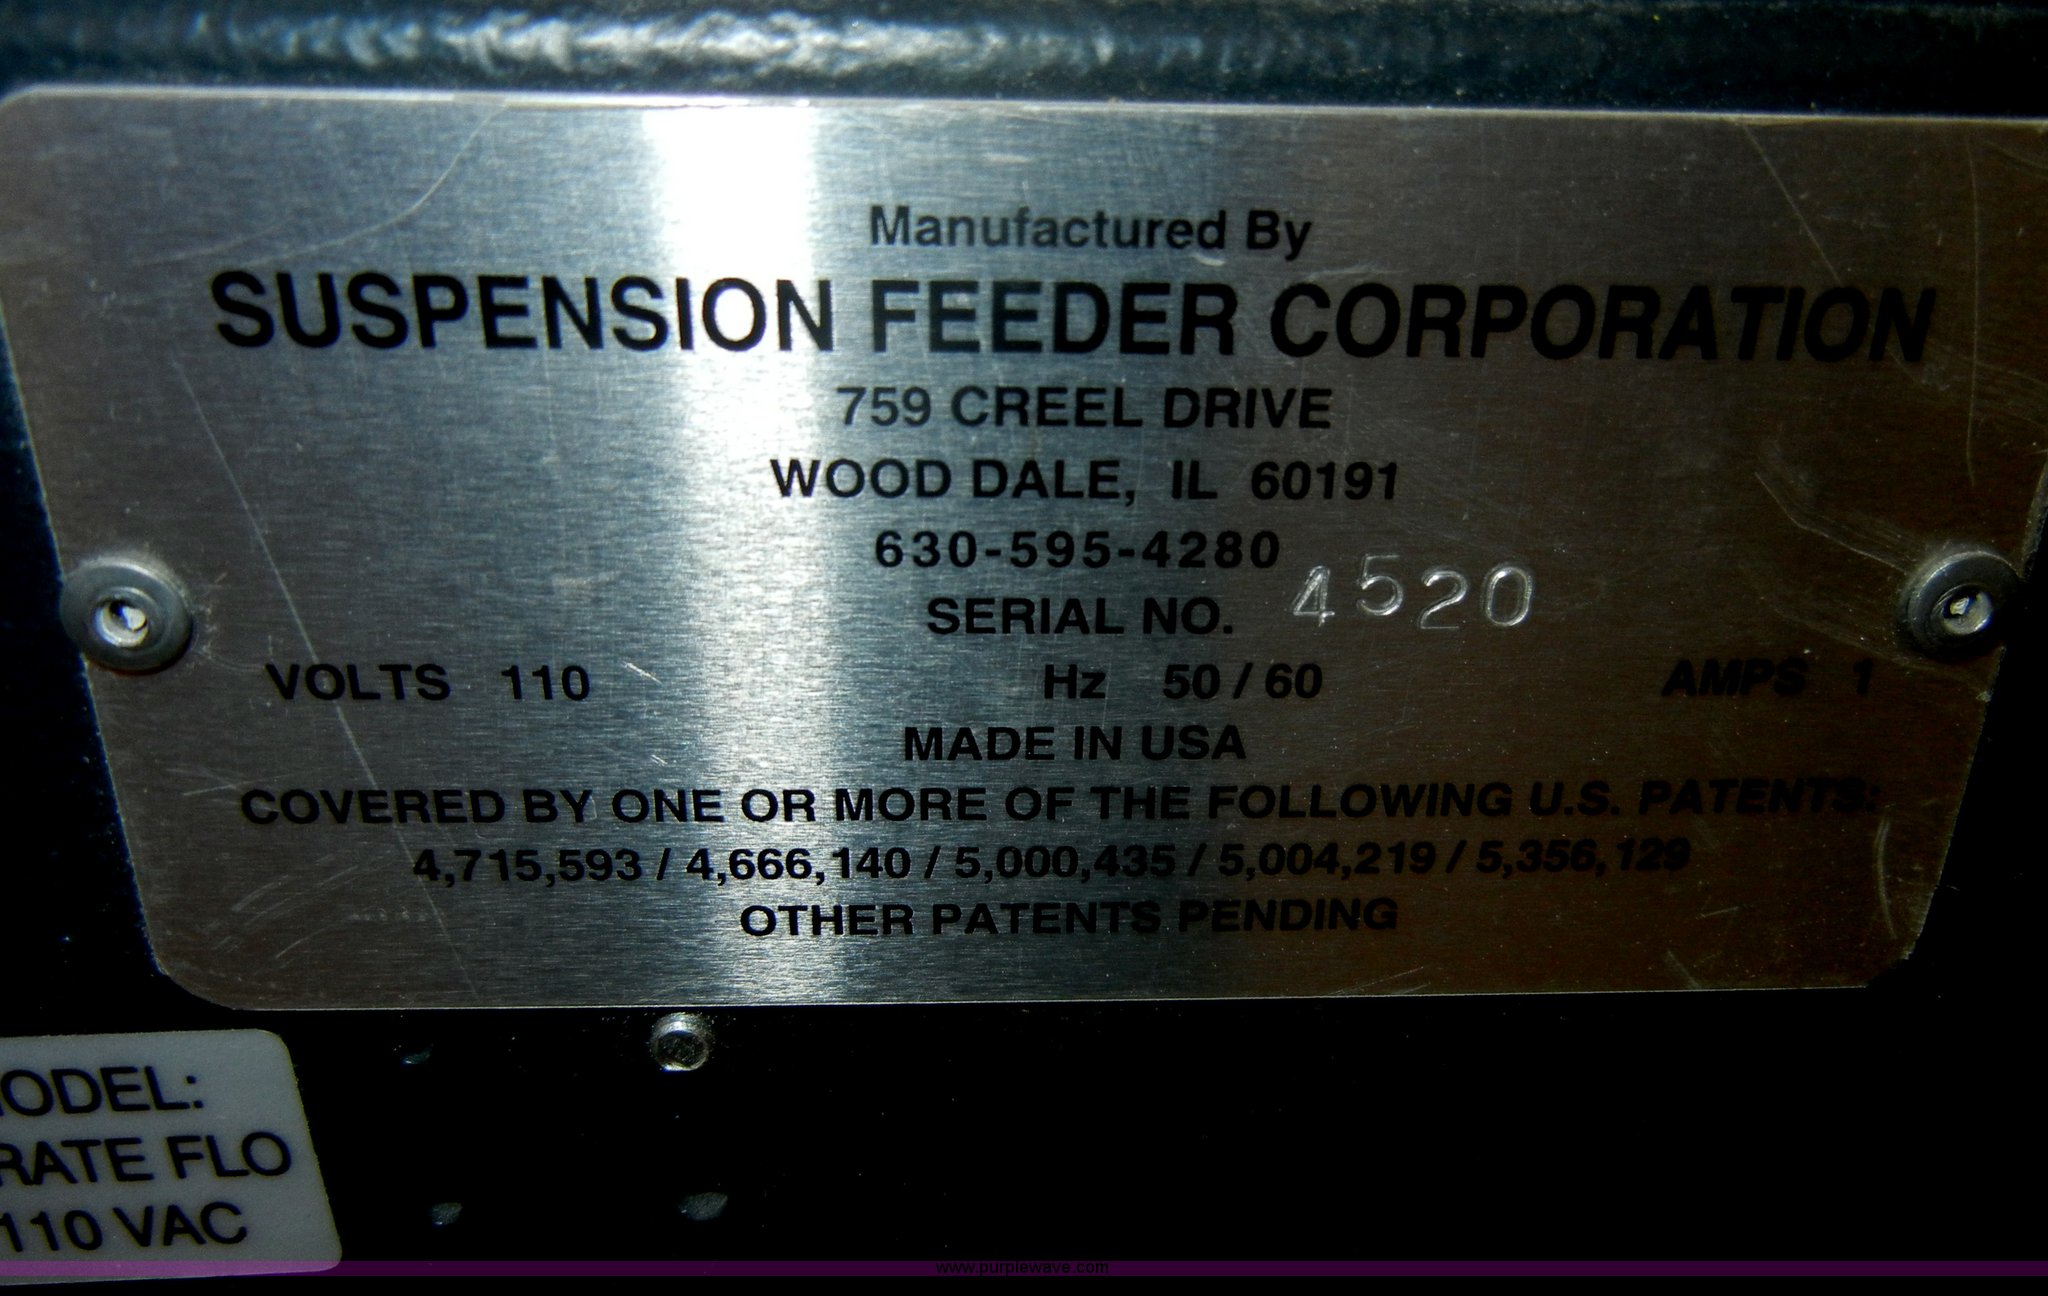 Manufactured By
SUSPENSION FEEDER CORPORATION
759 CREEL DRIVE
WOOD DALE, IL 60191
630-595-4280
SERIAL NO. 4520
VOLTS 110 Hz 50 / 60 AMPS 1
MADE IN USA
COVERED BY ONE OR MORE OF THE FOLLOWING U.S. PATENTS:
4,715,593 / 4,666,140 / 5,000,435 / 5,004,219 / 5,356,129
OTHER PATENTS PENDING
ODEL:
RATE FLO
110 VAC
www.purplewave.com